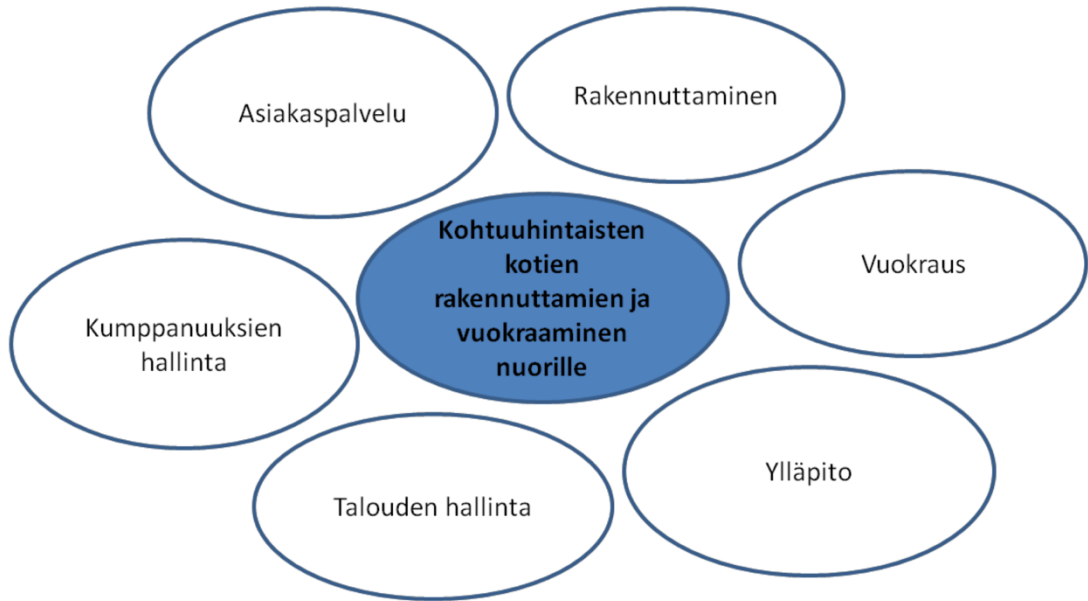 Asiakaspalvelu
Rakennuttaminen
Kohtuuhintaisten
kotien
rakennuttamien ja
vuokraaminen
nuorille
Vuokraus
Kumppanuuksien
hallinta
Talouden hallinta
Ylläpito